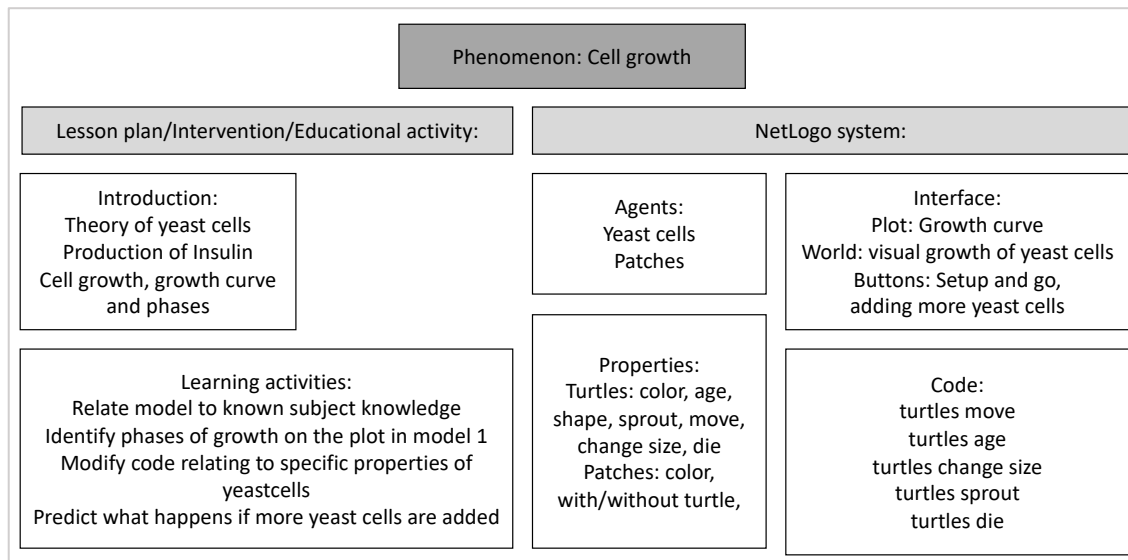 Phenomenon: Cell growth
Lesson plan/Intervention/Educational activity:
NetLogo system:
Introduction:
Theory of yeast cells
Production of Insulin
Cell growth, growth curve
and phases
Learning activities:
Relate model to known subject knowledge
Identify phases of growth on the plot in model 1
Modify code relating to specific properties of
yeastcells
Predict what happens if more yeast cells are added
Agents:
Yeast cells
Patches
Interface:
Plot: Growth curve
World: visual growth of yeast cells
Buttons: Setup and go,
adding more yeast cells
Properties:
Turtles: color, age,
shape, sprout, move,
change size, die
Patches: color,
with/without turtle,
Code:
turtles move
turtles age
turtles change size
turtles sprout
turtles die